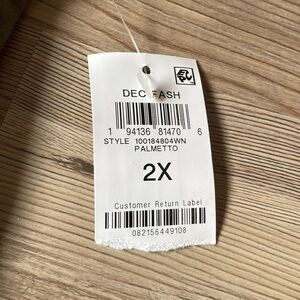 DEC FASH
1 94136 81470 6
STYLE 100184804WN
PALMETTO
2X
Customer Return Label
082156449108